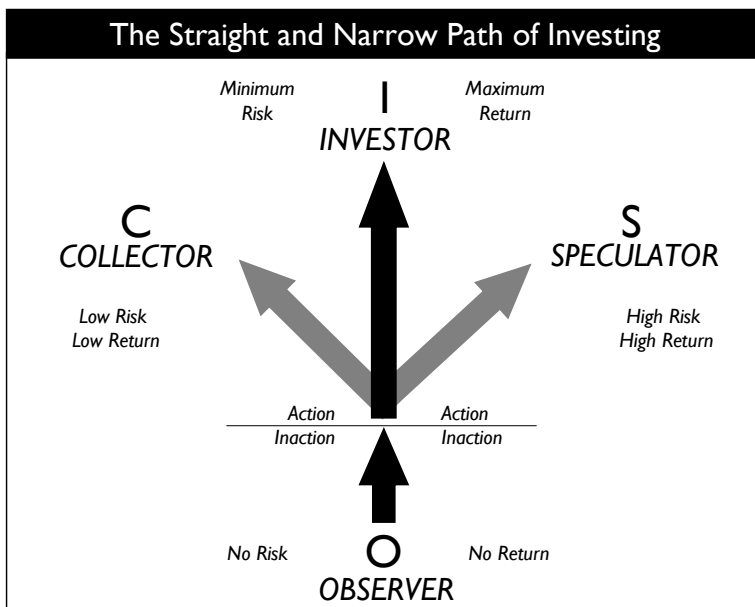 The Straight and Narrow Path of Investing
Minimum
Risk
I
INVESTOR
Maximum
Return
C
COLLECTOR
Low Risk
Low Return
S
SPECULATOR
High Risk
High Return
Action
Inaction
Action
Inaction
No Risk
O
OBSERVER
No Return